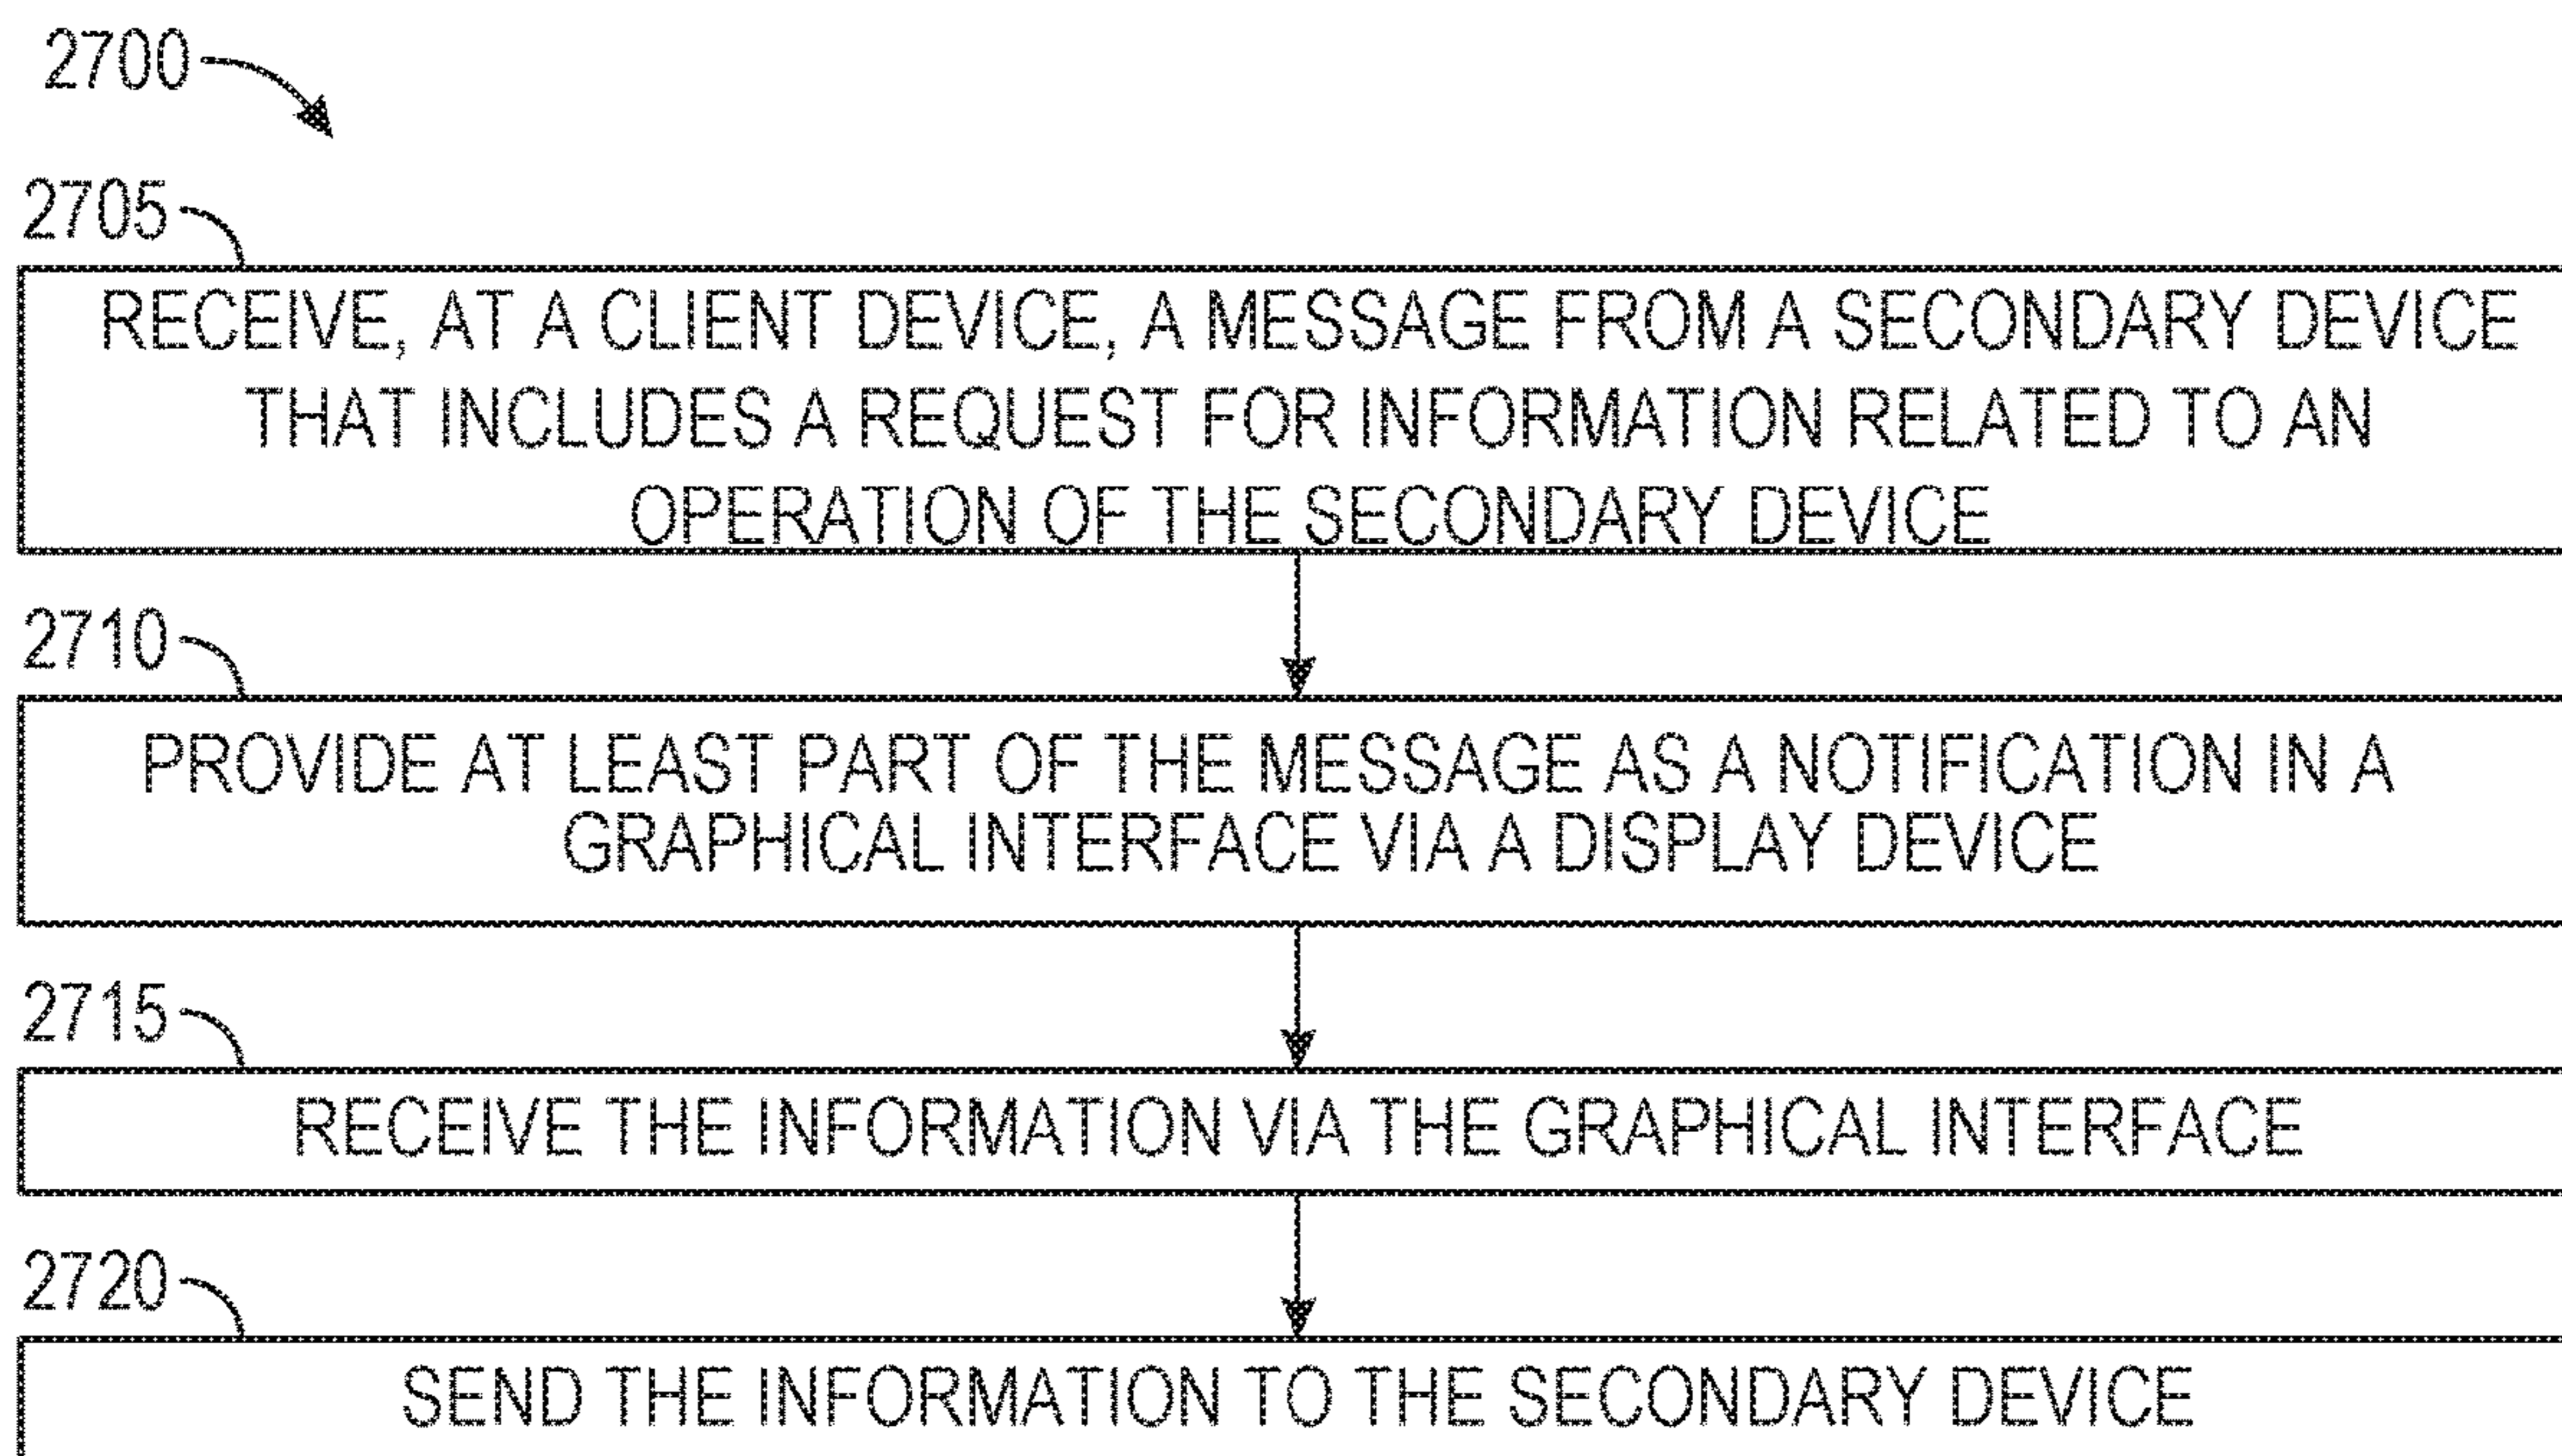 2700
2705
RECEIVE, AT A CLIENT DEVICE, A MESSAGE FROM A SECONDARY DEVICE
THAT INCLUDES A REQUEST FOR INFORMATION RELATED TO AN
OPERATION OF THE SECONDARY DEVICE
2710
PROVIDE AT LEAST PART OF THE MESSAGE AS A NOTIFICATION IN A
GRAPHICAL INTERFACE VIA A DISPLAY DEVICE
2715
RECEIVE THE INFORMATION VIA THE GRAPHICAL INTERFACE
2720
SEND THE INFORMATION TO THE SECONDARY DEVICE